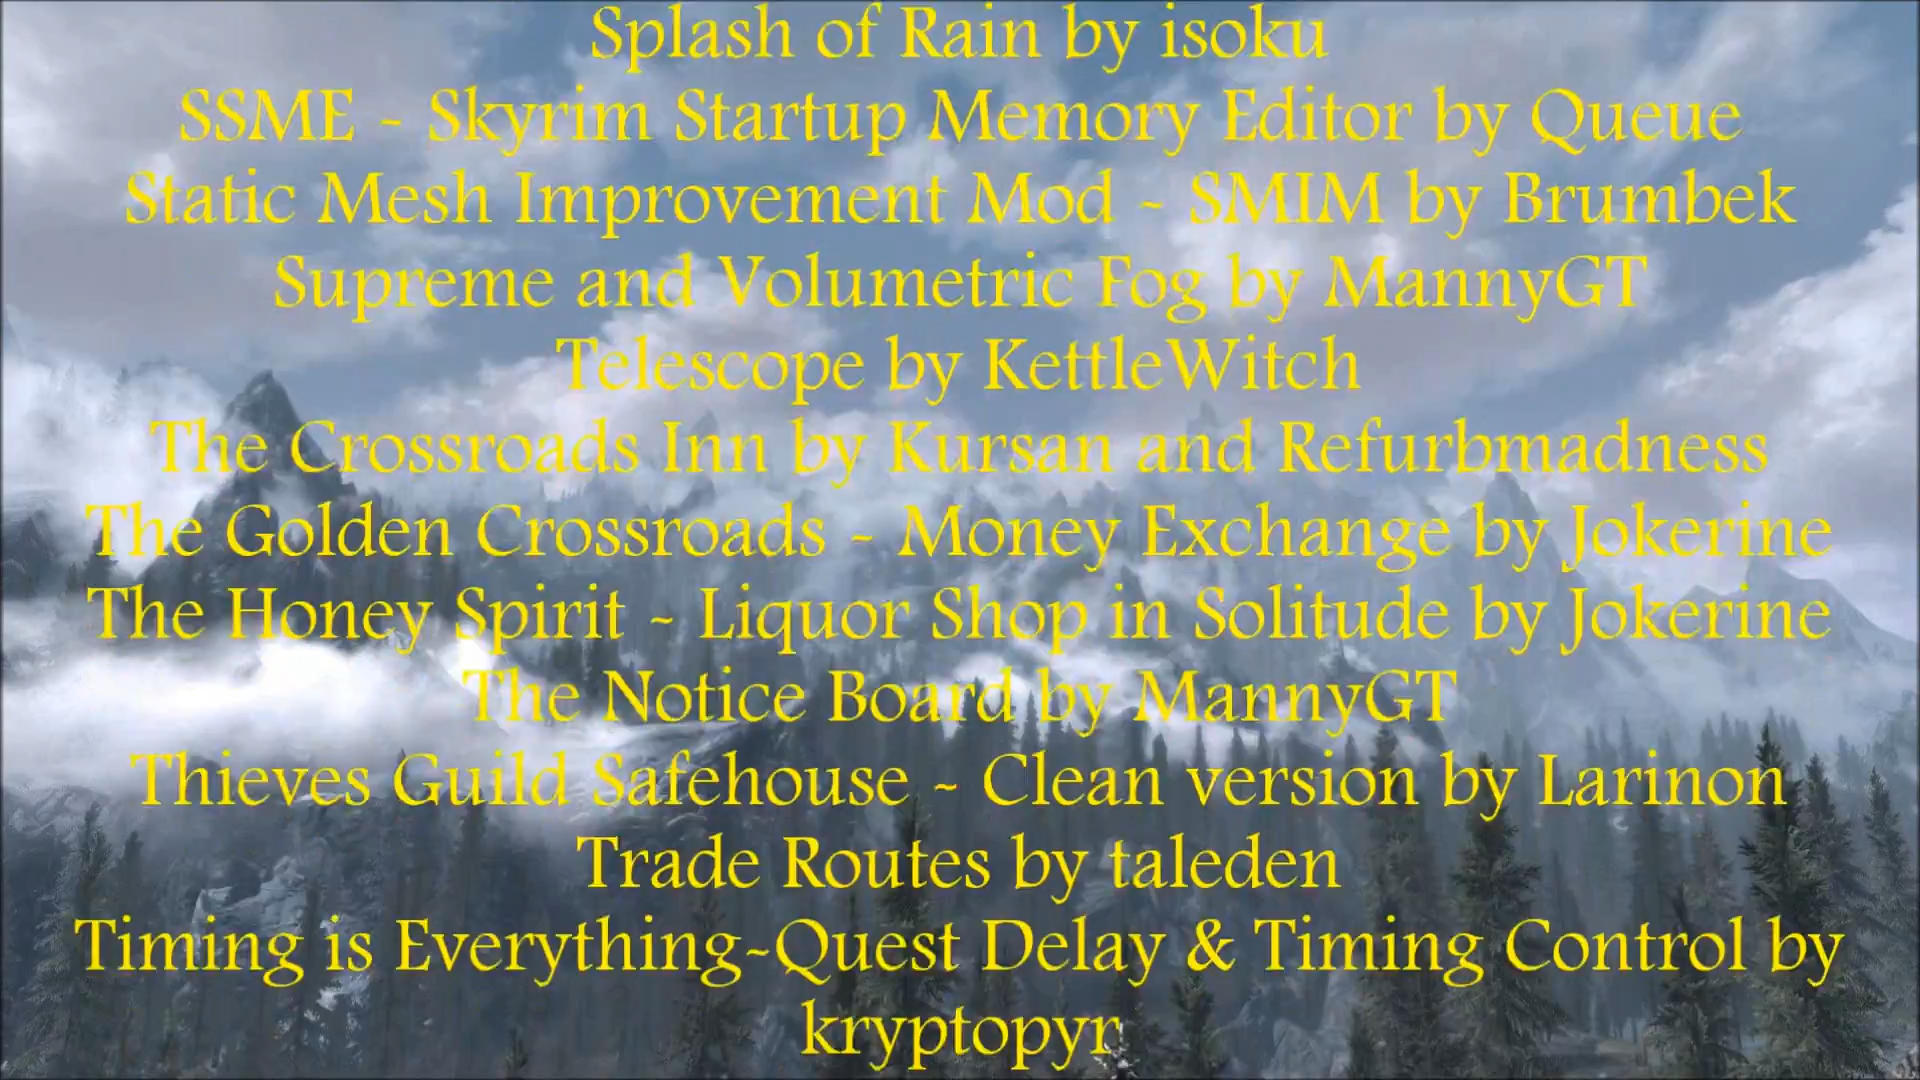 Splash of Rain by isoku
SSME - Skyrim Startup Memory Editor by Queue
Static Mesh Improvement Mod - SMIM by Brumbek
Supreme and Volumetric Fog by MannyGT
Telescope by KettleWitch
The Crossroads Inn by Kursan and Refurbmadness
The Golden Crossroads - Money Exchange by Jokerine
The Honey Spirit - Liquor Shop in Solitude by Jokerine
The Notice Board by MannyGT
Thieves Guild Safehouse - Clean version by Larinon
Trade Routes by taleden
Timing is Everything-Quest Delay & Timing Control by
kryptopyr